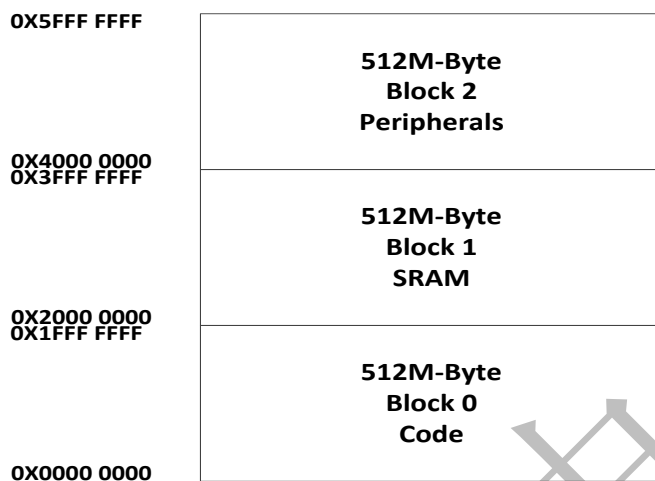 0X5FFF FFFF
512M-Byte
Block 2
Peripherals
0X4000 0000
0X3FFF FFFF
512M-Byte
Block 1
SRAM
0X2000 0000
0X1FFF FFFF
512M-Byte
Block 0
Code
0X0000 0000